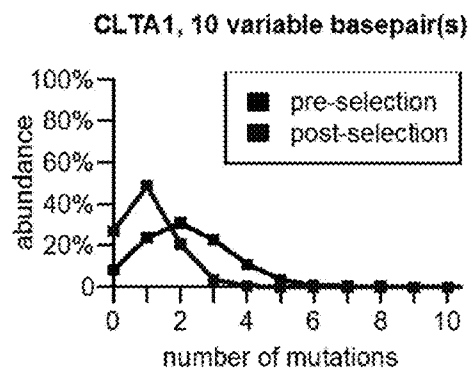 CLTA1, 10 variable basepair(s)
100%
80%
60%
40%
20%
0
abundance
pre-selection
post-selection
0 2 4 6 8 10
number of mutations